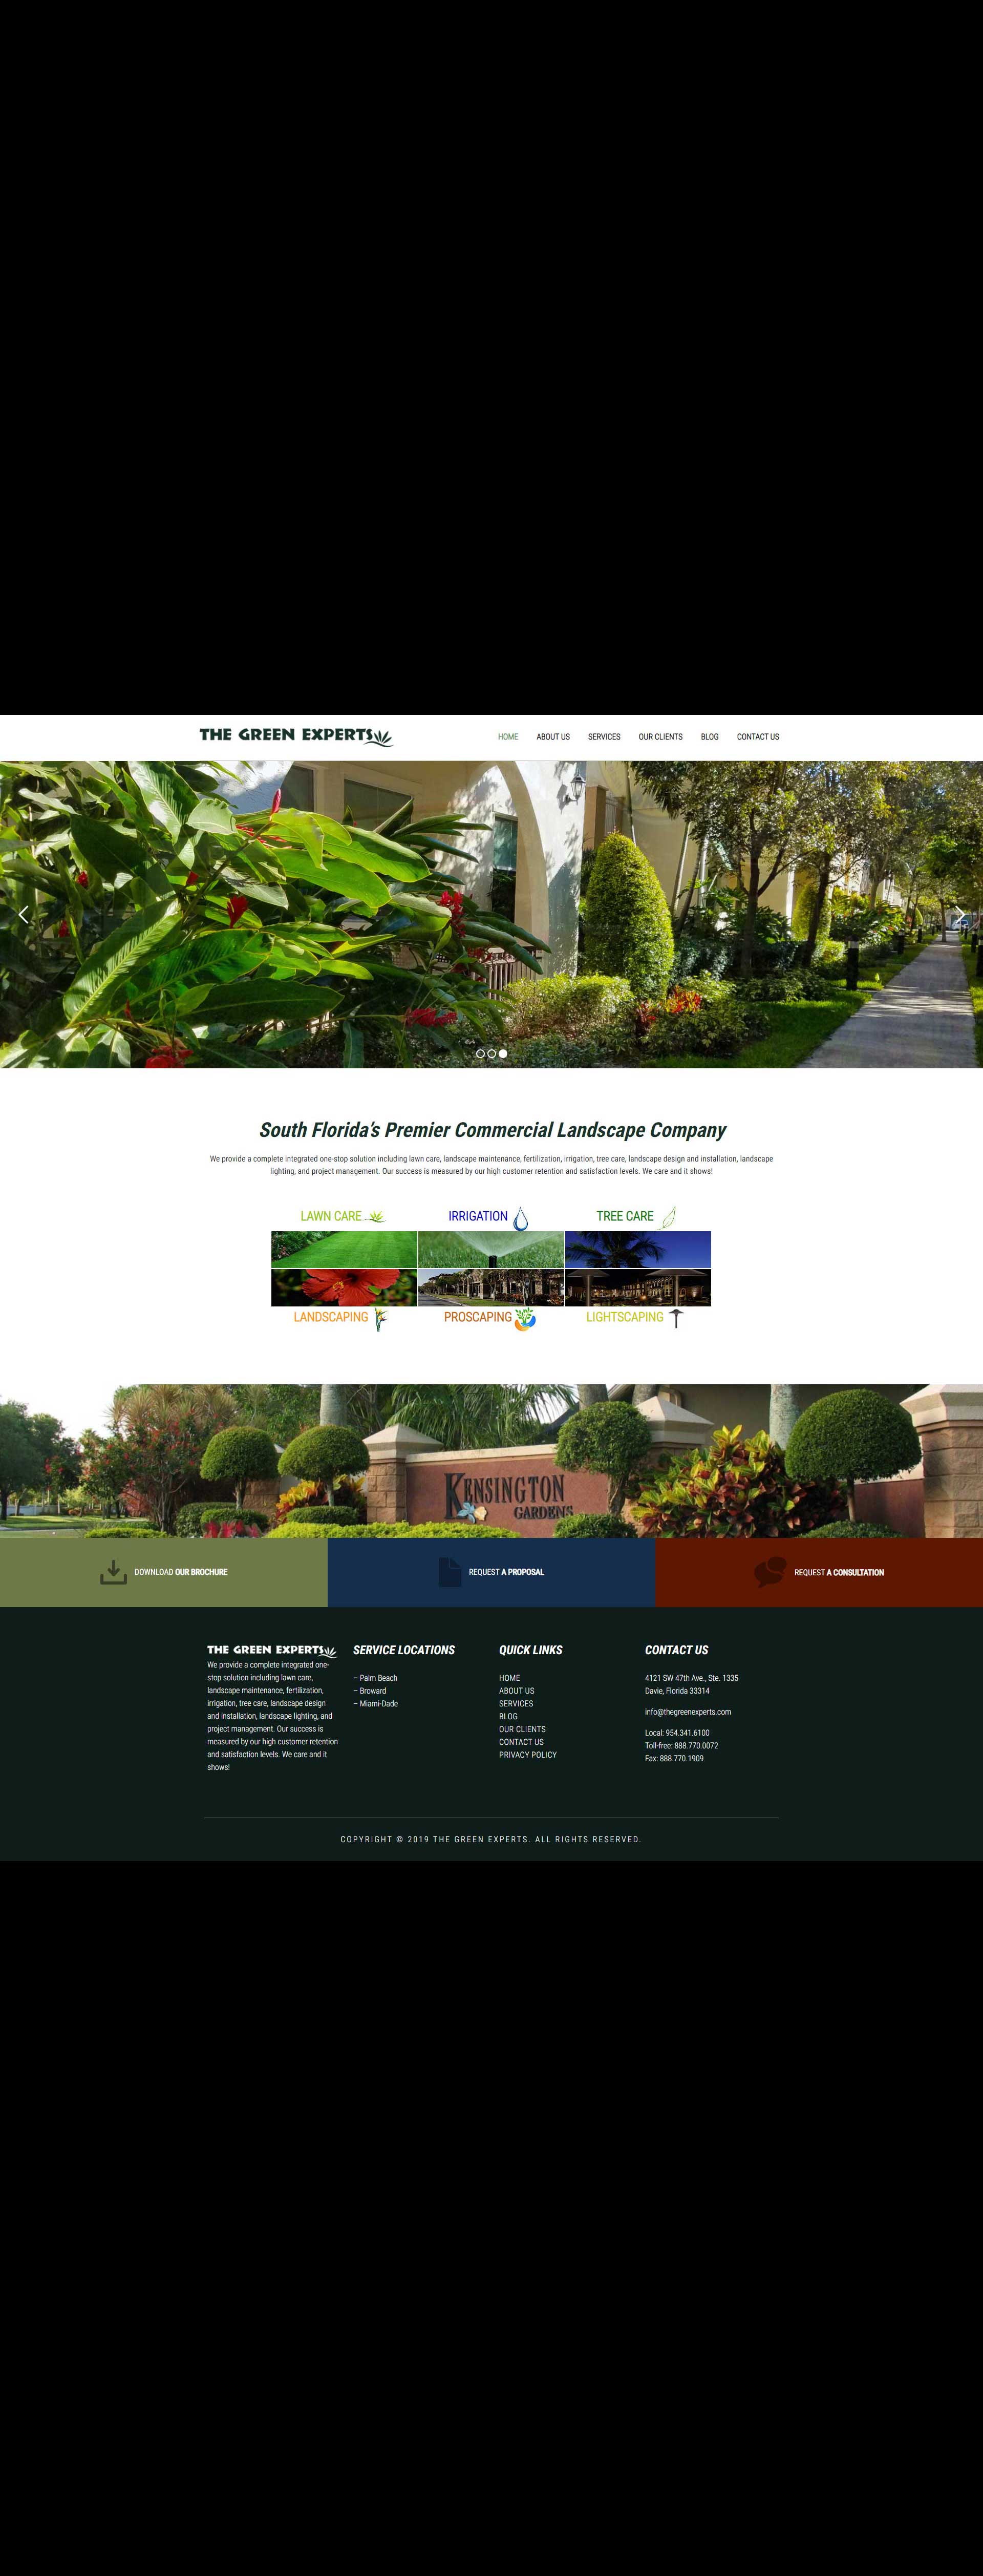 THE GREEN EXPERTS
HOME ABOUT US SERVICES OUR CLIENTS BLOG CONTACT US
South Florida's Premier Commercial Landscape Company
We provide a complete integrated one-stop solution including lawn care, landscape maintenance, fertilization, irrigation, tree care, landscape design and installation, landscape
lighting, and project management. Our success is measured by our high customer retention and satisfaction levels. We care and it shows!
LAWN CARE IRRIGATION TREE CARE
LANDSCAPING PROSCAPING LIGHTSCAPING
KENSINGTON
GARDENS
DOWNLOAD OUR BROCHURE
REQUEST A PROPOSAL
REQUEST A CONSULTATION
THE GREEN EXPERTS
We provide a complete integrated one-
stop solution including lawn care,
landscape maintenance, fertilization,
irrigation, tree care, landscape design
and installation, landscape lighting, and
project management. Our success is
measured by our high customer retention
and satisfaction levels. We care and it
shows!
SERVICE LOCATIONS
– Palm Beach
– Broward
– Miami-Dade
QUICK LINKS
HOME
ABOUT US
SERVICES
BLOG
OUR CLIENTS
CONTACT US
PRIVACY POLICY
CONTACT US
4121 SW 47th Ave., Ste. 1335
Davie, Florida 33314
info@thegreenexperts.com
Local: 954.341.6100
Toll-free: 888.770.0072
Fax: 888.770.1909
COPYRIGHT © 2019 THE GREEN EXPERTS. ALL RIGHTS RESERVED.